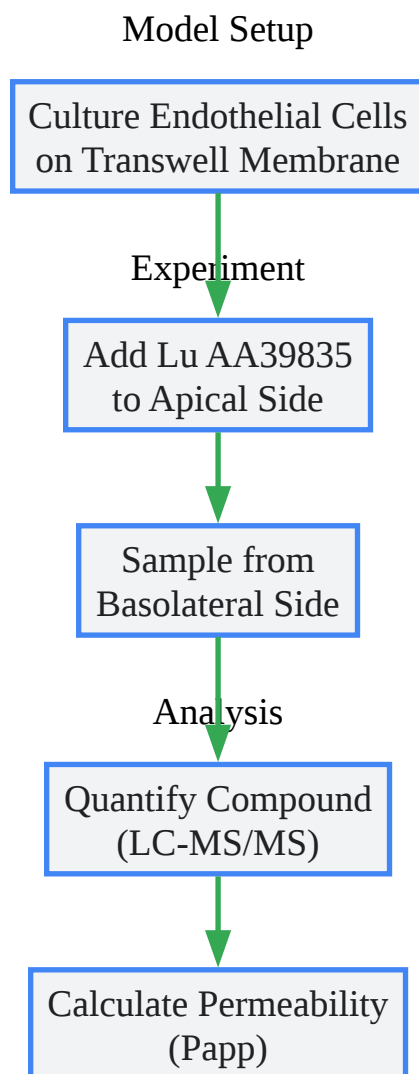 Model Setup
Culture Endothelial Cells
on Transwell Membrane
Experiment
Add Lu AA39835
to Apical Side
Sample from
Basolateral Side
Analysis
Quantify Compound
(LC-MS/MS)
Calculate Permeability
(Papp)